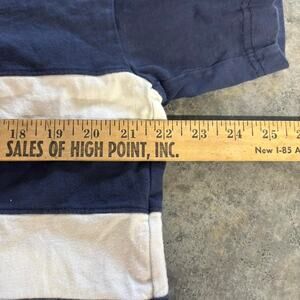 18 19 20 21 22 23 24 25
SALES OF HIGH POINT, INC.
New I-85 A